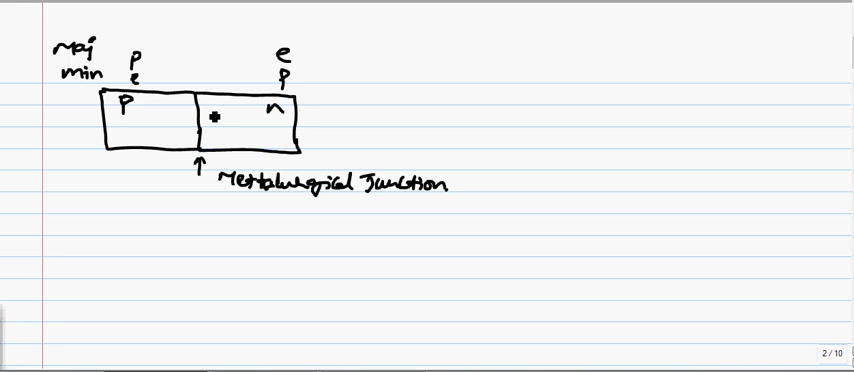 Maj p e
min e p
p n
↑ Mettalurgical Junction
2 / 10